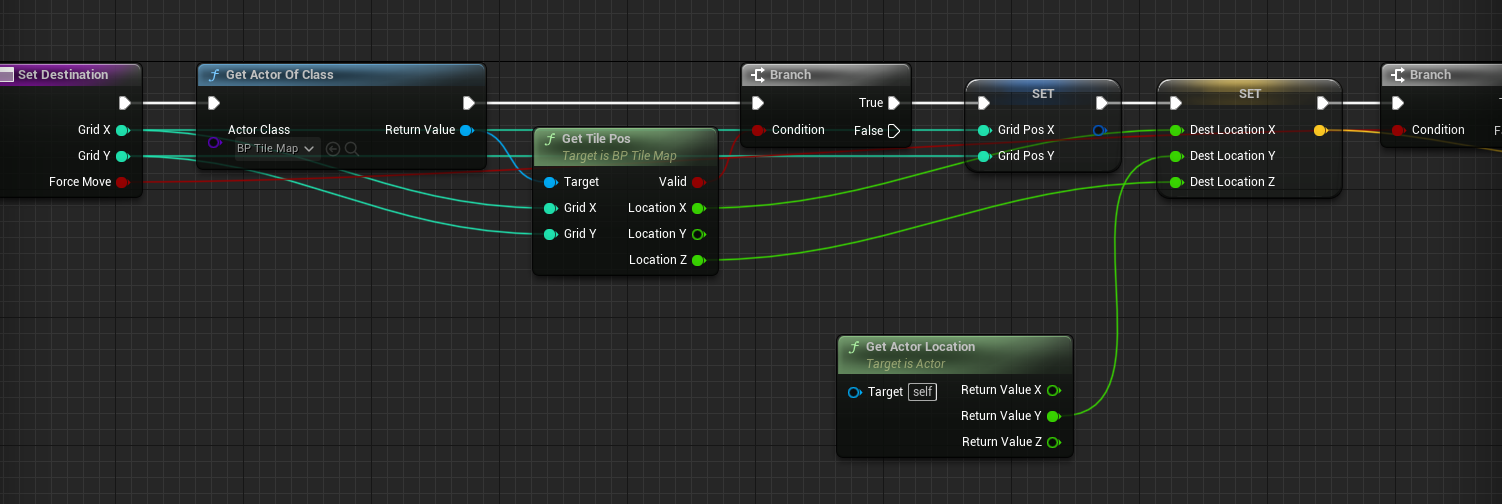 Set Destination
Grid X
Grid Y
Force Move
Get Actor Of Class
Actor Class
BP Tile Map
Return Value
Get Tile Pos
Target is BP Tile Map
Target
Valid
Grid X
Location X
Grid Y
Location Y
Location Z
Branch
True
Condition
False
SET
Grid Pos X
Grid Pos Y
SET
Dest Location X
Dest Location Y
Dest Location Z
Branch
Condition
Get Actor Location
Target is Actor
Target self
Return Value X
Return Value Y
Return Value Z